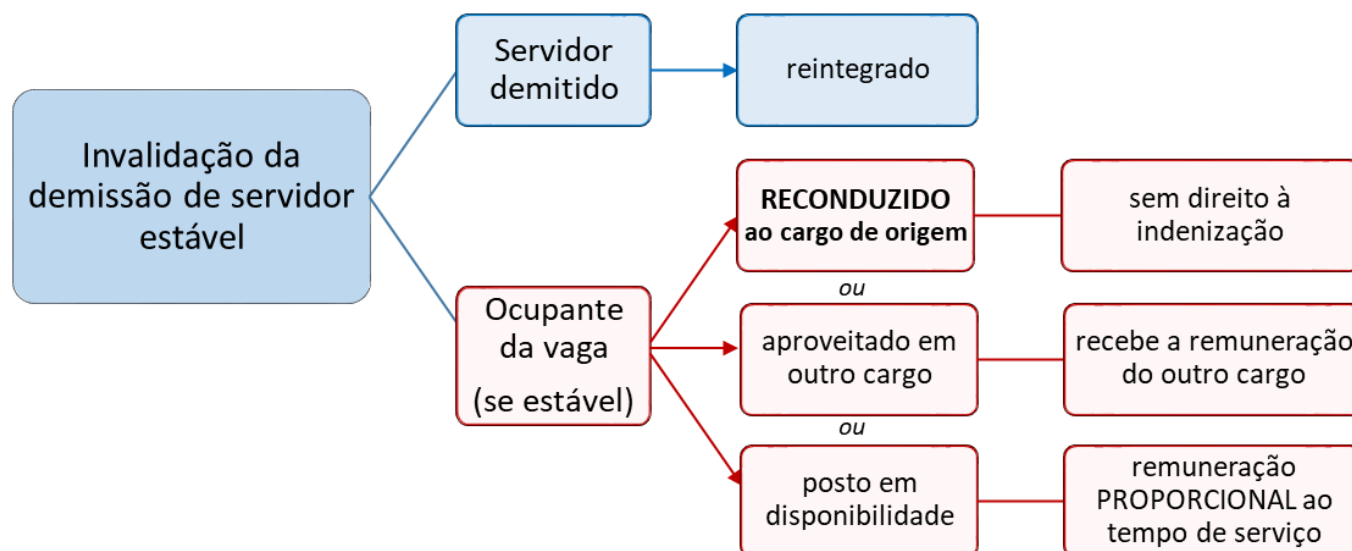 Invalidação da
demissão de servidor
estável
Servidor
demitido
reintegrado
Ocupante
da vaga
(se estável)
RECONDUZIDO
ao cargo de origem
sem direito à
indenização
ou
aproveitado em
outro cargo
recebe a remuneração
do outro cargo
ou
posto em
disponibilidade
remuneração
PROPORCIONAL ao
tempo de serviço